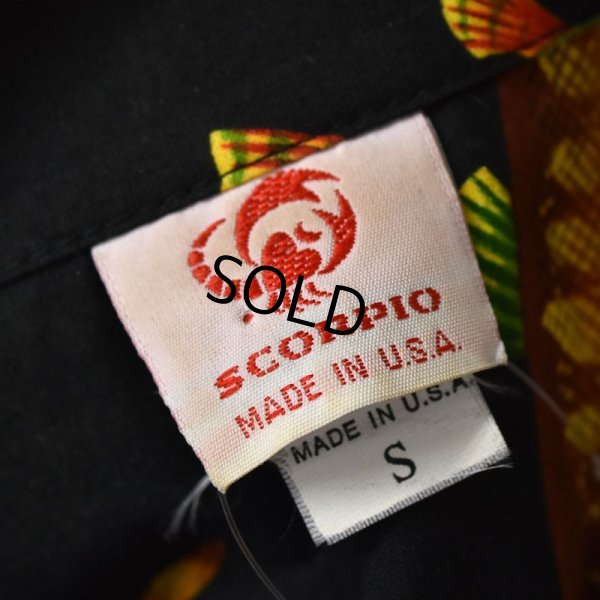 SOLD
SCORPIO
MADE IN U.S.A.
MADE IN U.S.A.
S